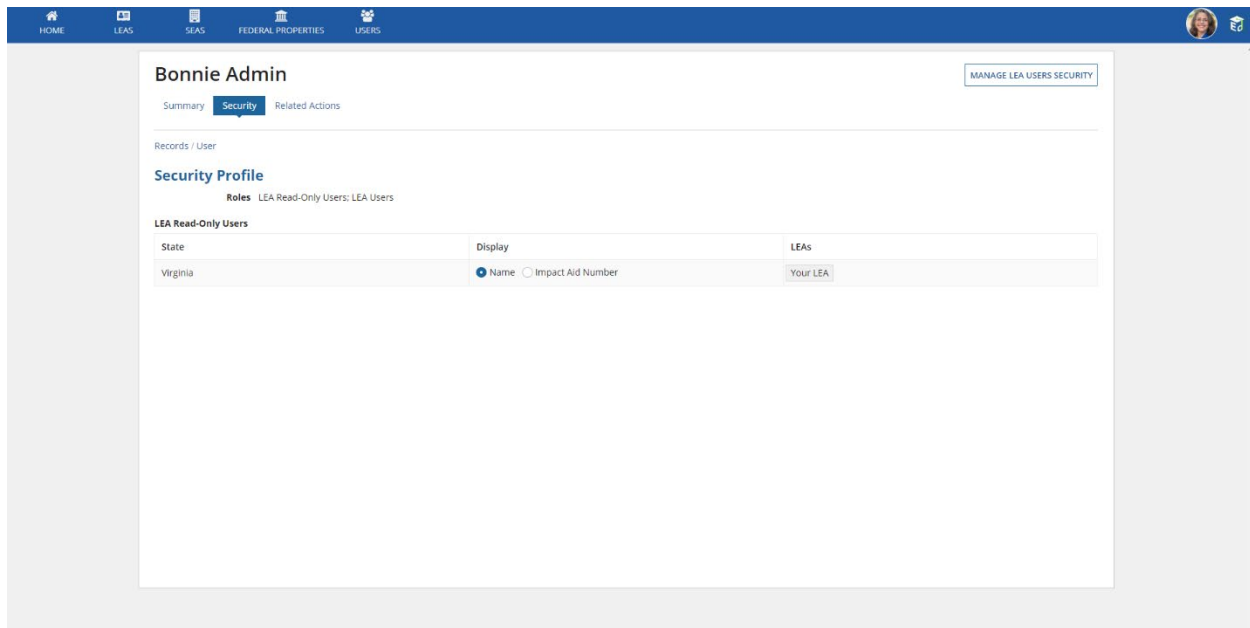 HOME LEAS SEAS FEDERAL PROPERTIES USERS
ED
Bonnie Admin
MANAGE LEA USERS SECURITY
Summary Security Related Actions
Records / User
Security Profile
Roles LEA Read-Only Users; LEA Users
LEA Read-Only Users
State Display LEAs
Virginia Name Impact Aid Number Your LEA